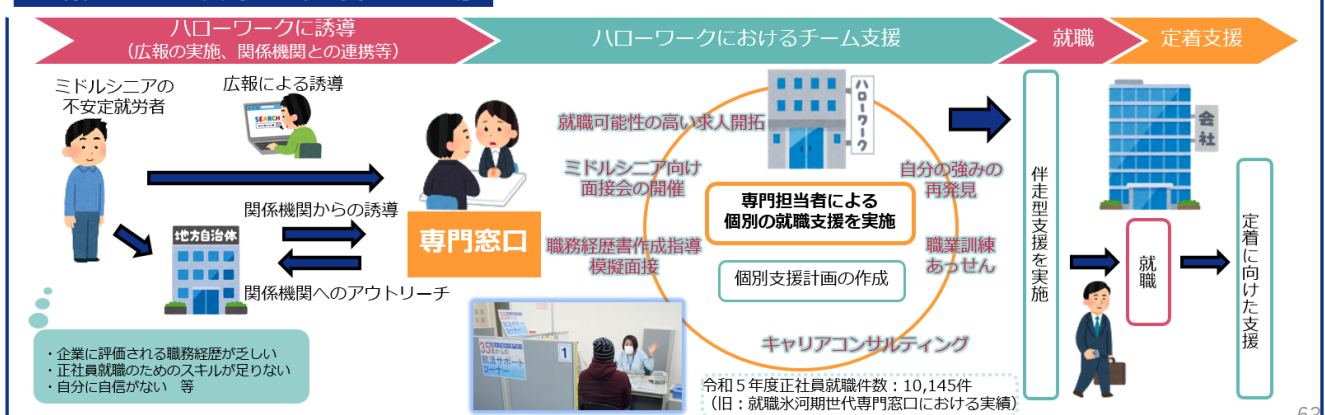 ハローワークに誘導
(広報の実施、関係機関との連携等)
ハローワークにおけるチーム支援
就職
定着支援
ミドルシニアの
不安定就労者
広報による誘導
SEARCH
関係機関からの誘導
地方自治体
関係機関へのアウトリーチ
専門窓口
・企業に評価される職務経歴が乏しい
・正社員就職のためのスキルが足りない
・自分に自信がない 等
就職可能性の高い求人開拓
ミドルシニア向け
面接会の開催
職務経歴書作成指導
模擬面接
ハローワーク
専門担当者による
個別の就職支援を実施
個別支援計画の作成
自分の強みの
再発見
職業訓練
あっせん
キャリアコンサルティング
35歳からの
就活サポート
コーナー
1
令和5年度正社員就職件数:10,145件
(旧:就職氷河期世代専門窓口における実績)
伴走型支援を実施
会社
就職
定着に向けた支援
63